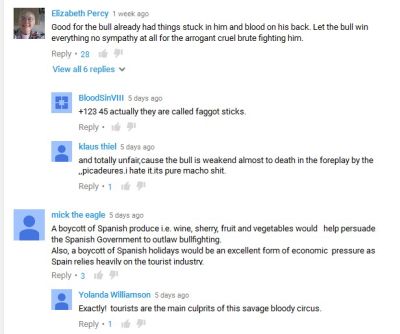 Elizabeth Percy 1 week ago
Good for the bull already had things stuck in him and blood on his back. Let the bull win
everything no sympathy at all for the arrogant cruel brute fighting him.
Reply • 28
View all 6 replies
BloodSinVIII 5 days ago
+123 45 actually they are called faggot sticks.
Reply •
klaus thiel 5 days ago
and totally unfair,cause the bull is weakend almost to death in the foreplay by the
,,picadeures.i hate it.its pure macho shit.
Reply • 1
mick the eagle 5 days ago
A boycott of Spanish produce i.e. wine, sherry, fruit and vegetables would help persuade
the Spanish Government to outlaw bullfighting.
Also, a boycott of Spanish holidays would be an excellent form of economic pressure as
Spain relies heavily on the tourist industry.
Reply • 3
Yolanda Williamson 5 days ago
Exactly! tourists are the main culprits of this savage bloody circus.
Reply • 1